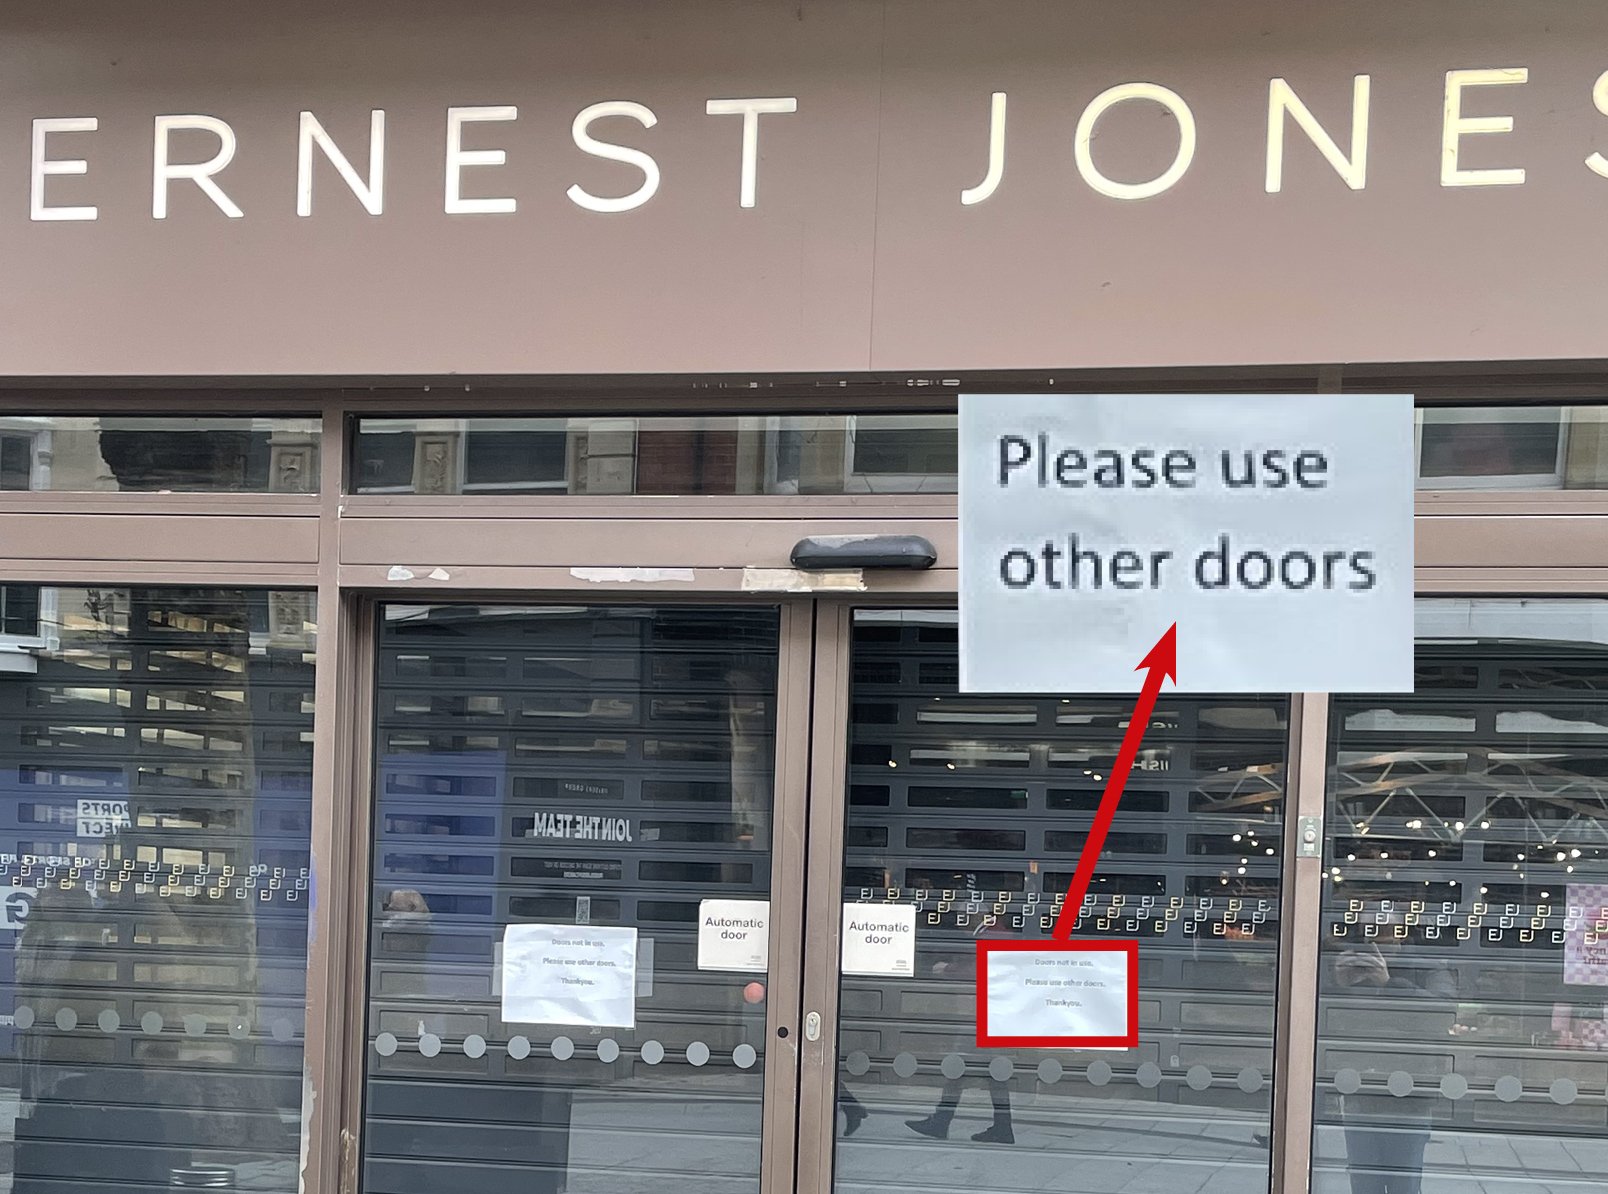 ERNEST JONES
Please use
other doors
JOIN THE TEAM
Automatic
door
Automatic
door
Doors not in use.
Please use other doors.
Thankyou.
Doors not in use.
Please use other doors.
Thankyou.
SPORTS